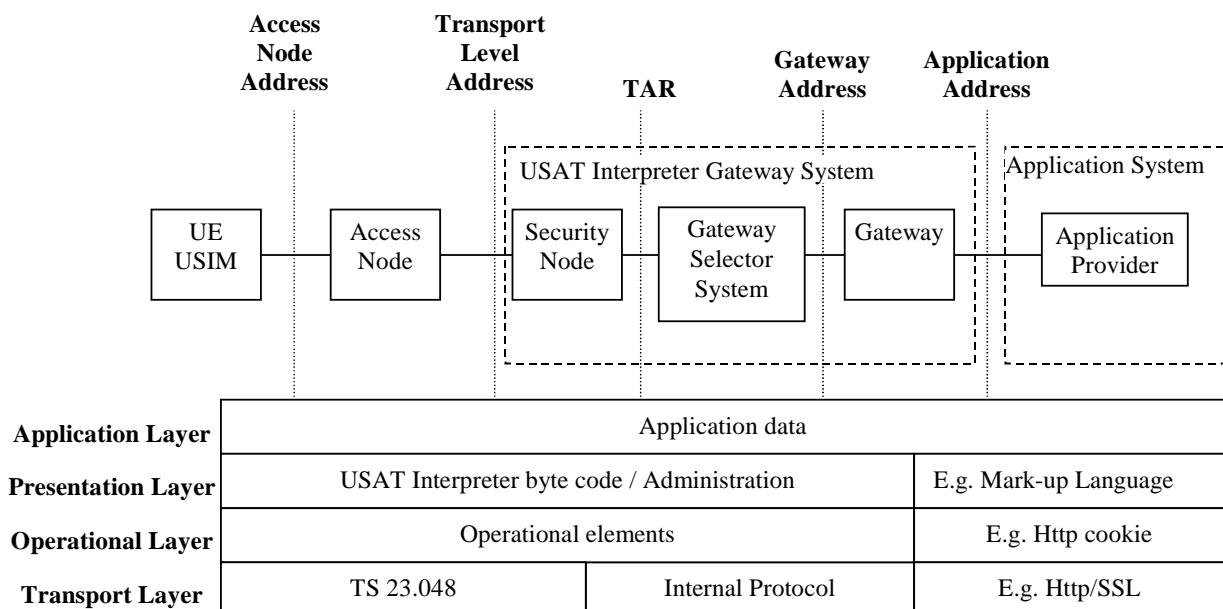 Access
Node
Address
Transport
Level
Address
TAR
Gateway
Address
Application
Address
USAT Interpreter Gateway System
Application System
UE
USIM
Access
Node
Security
Node
Gateway
Selector
System
Gateway
Application
Provider
Application Layer
Application data
Presentation Layer
USAT Interpreter byte code / Administration
E.g. Mark-up Language
Operational Layer
Operational elements
E.g. Http cookie
Transport Layer
TS 23.048
Internal Protocol
E.g. Http/SSL